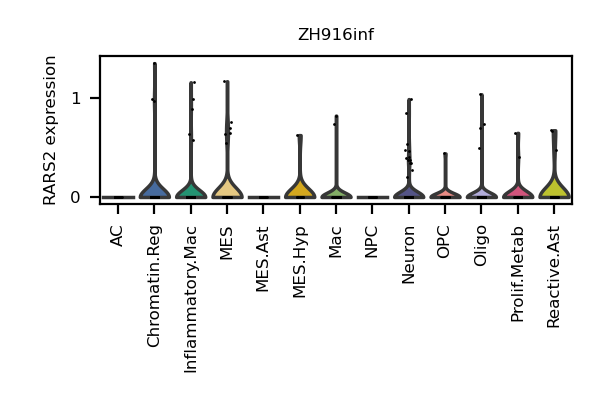 ZH916inf
RARS2 expression
1
0
AC
Chromatin.Reg
Inflammatory.Mac
MES
MES.Ast
MES.Hyp
Mac
NPC
Neuron
OPC
Oligo
Prolif.Metab
Reactive.Ast